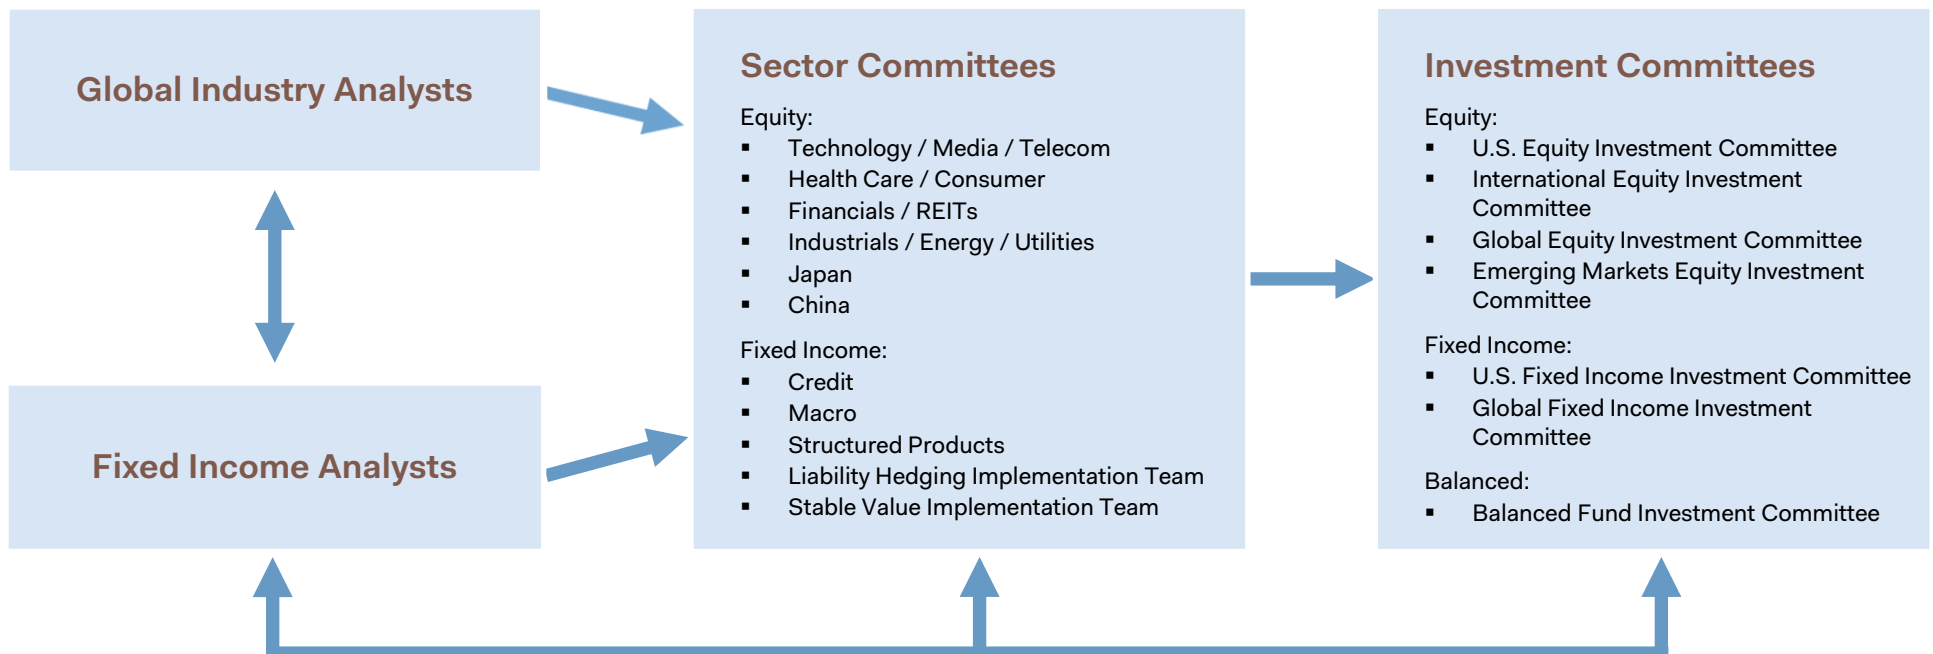 Global Industry Analysts
Fixed Income Analysts
Sector Committees
Equity:
▪ Technology / Media / Telecom
▪ Health Care / Consumer
▪ Financials / REITs
▪ Industrials / Energy / Utilities
▪ Japan
▪ China
Fixed Income:
▪ Credit
▪ Macro
▪ Structured Products
▪ Liability Hedging Implementation Team
▪ Stable Value Implementation Team
Investment Committees
Equity:
▪ U.S. Equity Investment Committee
▪ International Equity Investment
Committee
▪ Global Equity Investment Committee
▪ Emerging Markets Equity Investment
Committee
Fixed Income:
▪ U.S. Fixed Income Investment Committee
▪ Global Fixed Income Investment
Committee
Balanced:
▪ Balanced Fund Investment Committee